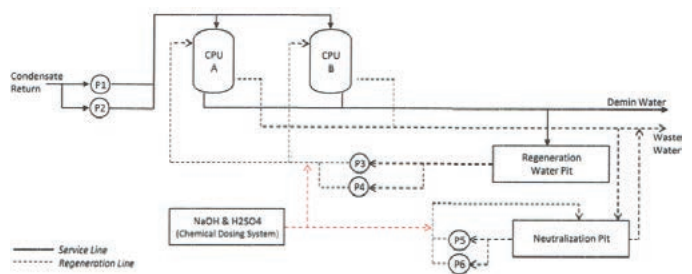 CPU
A
CPU
B
Condensate
Return
P1
P2
Demin Water
Waste
Water
P3
P4
Regeneration
Water Pit
NaOH & H2SO4
(Chemical Dosing System)
P5
P6
Neutralization Pit
Service Line
Regeneration Line